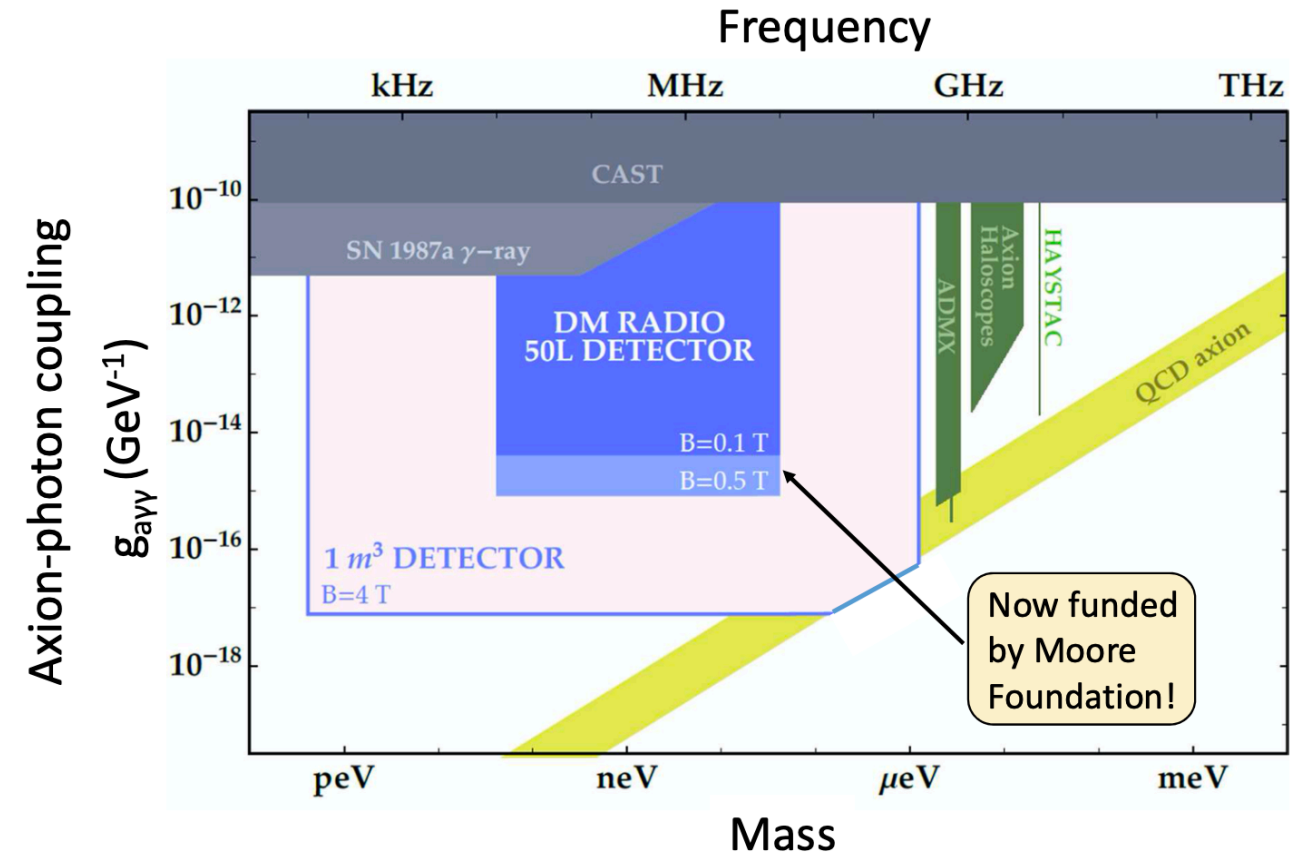 Frequency
kHz MHz GHz THz
Axion-photon coupling
gaγγ (GeV-1)
10−10
10−12
10−14
10−16
10−18
CAST
SN 1987a γ−ray
DM RADIO
50L DETECTOR
B=0.1 T
B=0.5 T
1 m3 DETECTOR
B=4 T
ADMX
Axion
Haloscopes
HAYSTAC
QCD axion
Now funded
by Moore
Foundation!
peV neV μeV meV
Mass